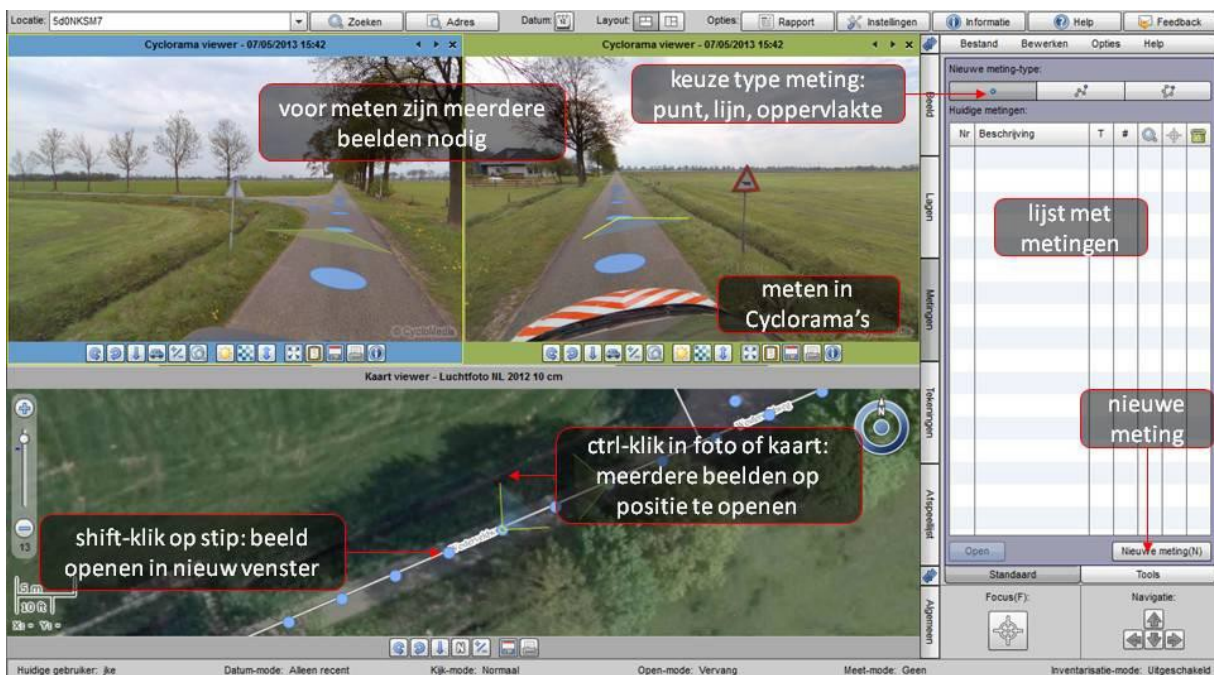 Locatie: 5d0NKSM7 Zoeken Adres Datum: Layout: Opties: Rapport Instellingen Informatie Help Feedback
Cyclorama viewer - 07/05/2013 15:42
Cyclorama viewer - 07/05/2013 15:42
Bestand Bewerken Opties Help
voor meten zijn meerdere
beelden nodig
keuze type meting:
punt, lijn, oppervlakte
meten in
Cyclorama's
© CycloMedia
Beeld
Lagen
Metingen
Tekeningen
Afspeellijst
Algemeen
Nieuwe meting-type:
Huidige metingen:
Nr Beschrijving T #
lijst met
metingen
nieuwe
meting
Open Nieuwe meting(N)
Standaard Tools
Focus(F): Navigatie:
Kaart viewer - Luchtfoto NL 2012 10 cm
N
ctrl-klik in foto of kaart:
meerdere beelden op
positie te openen
shift-klik op stip: beeld
openen in nieuw venster
13
5 m
10 ft
X: - Y: -
N
Huidige gebruiker: jke Datum-mode: Alleen recent Kijk-mode: Normaal Open-mode: Vervang Meet-mode: Geen Inventarisatie-mode: Uitgeschakeld